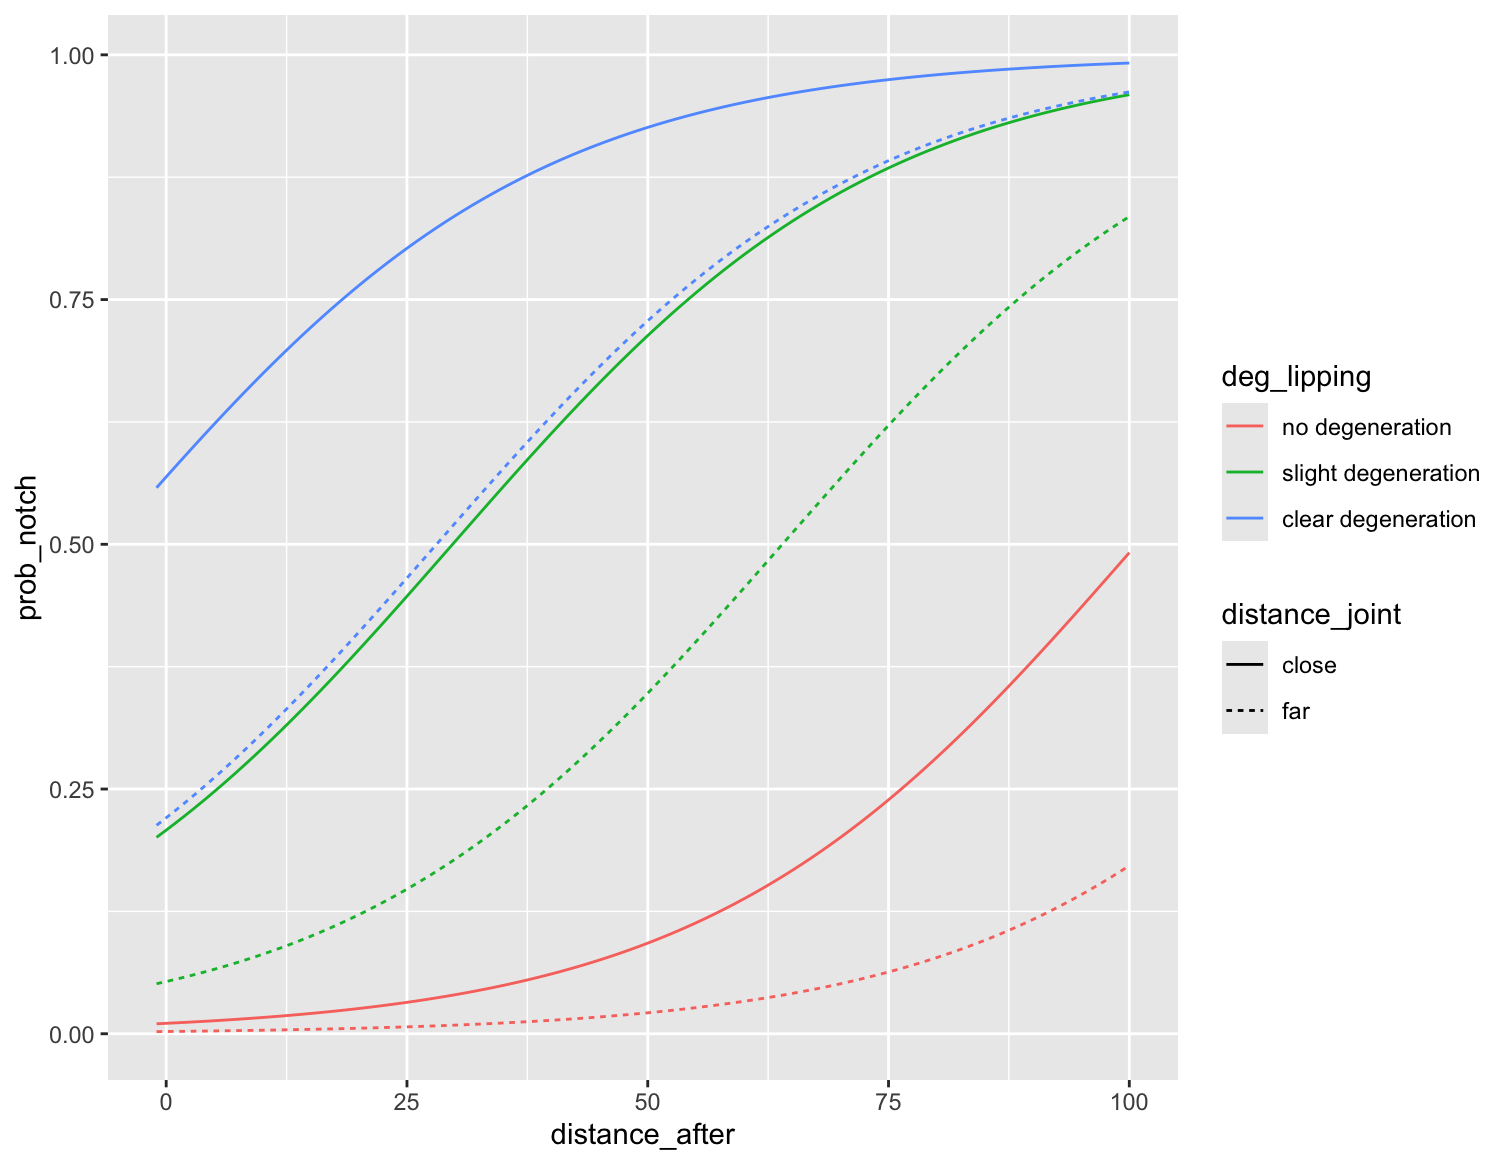 1.00
0.75
0.50
0.25
0.00
prob_notch
0
25
50
75
100
distance_after
deg_lipping
no degeneration
slight degeneration
clear degeneration
distance_joint
close
far